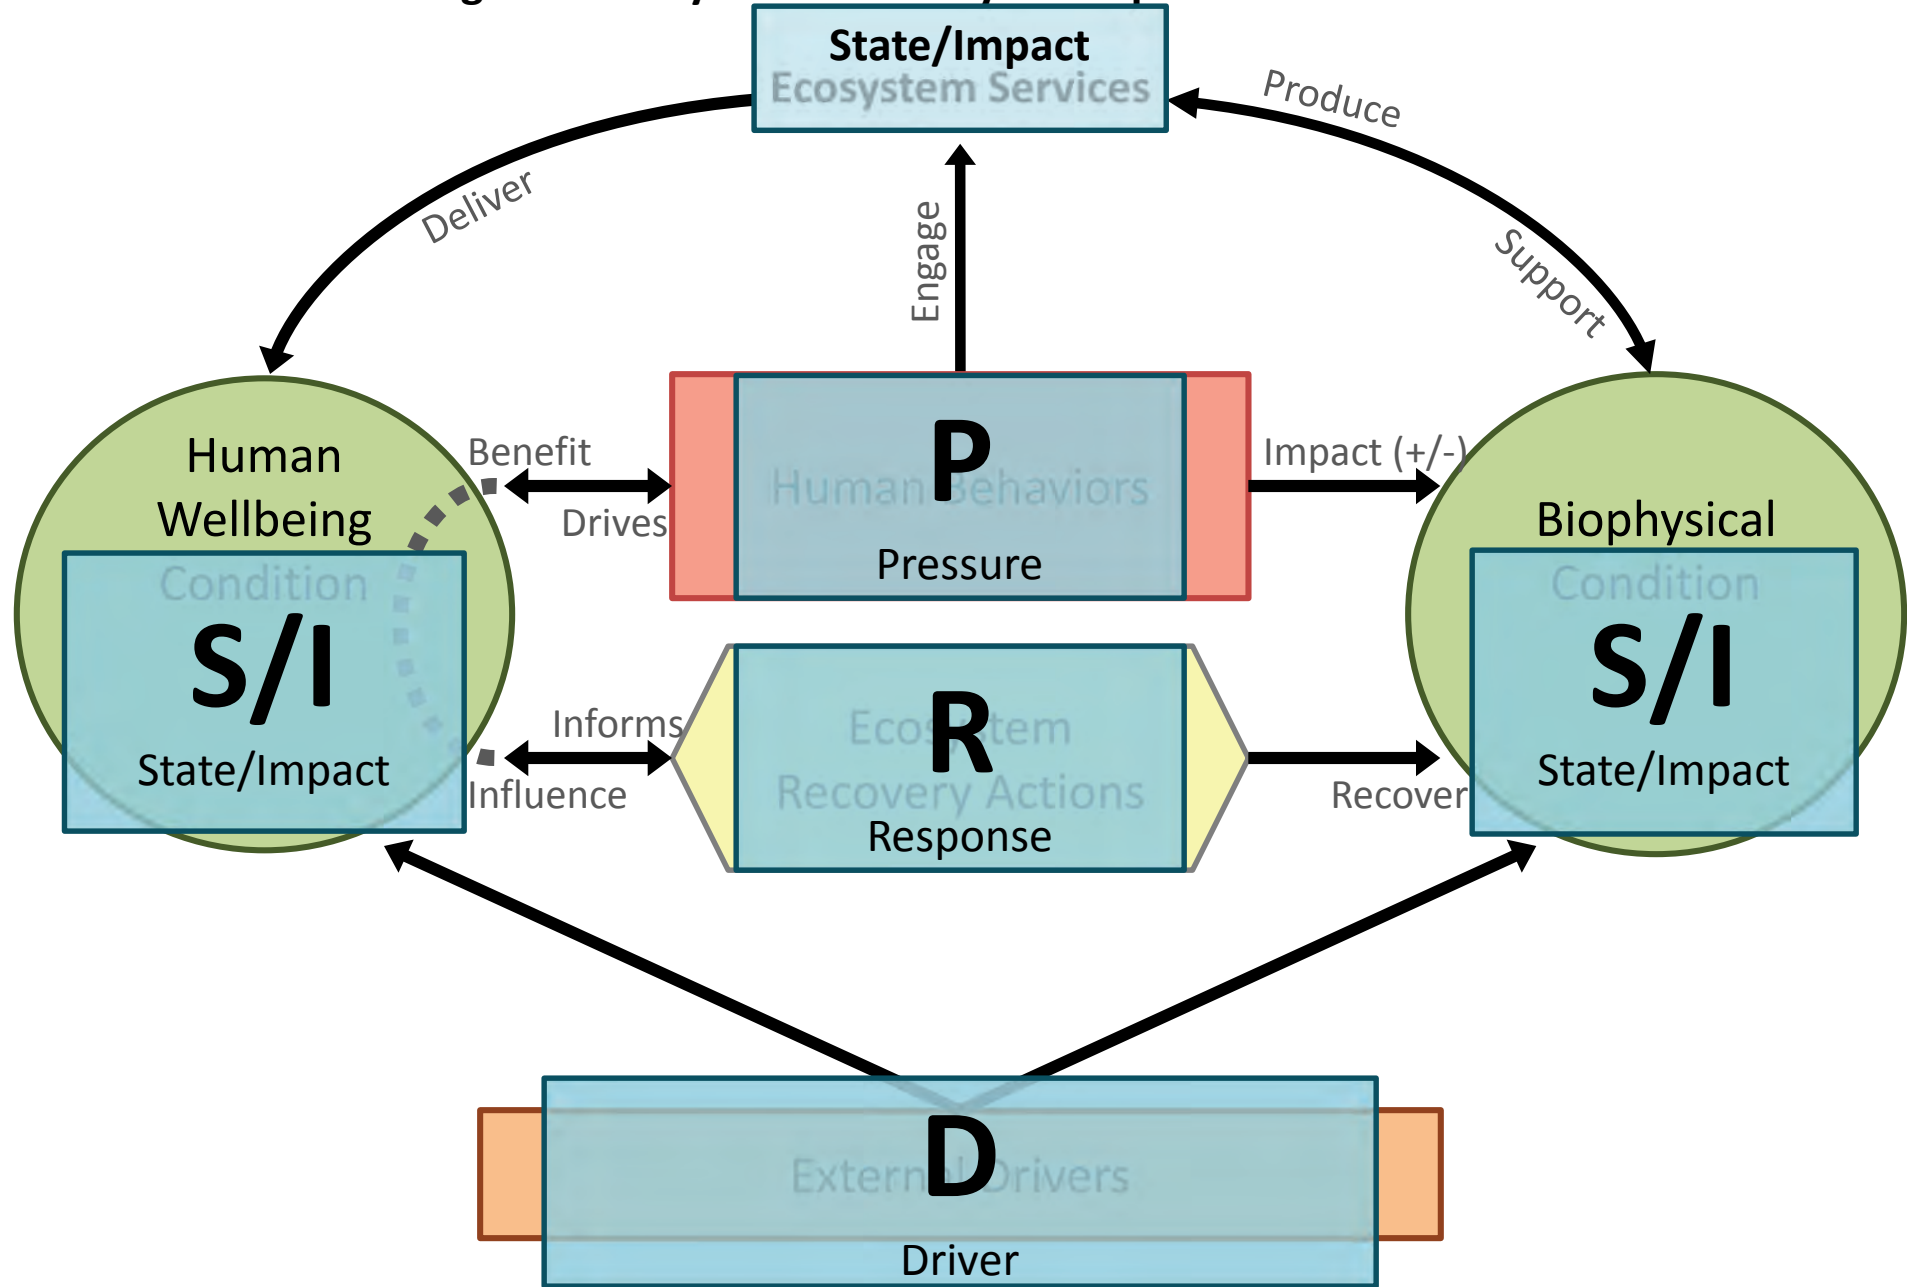 State/Impact
Ecosystem Services
Produce
Deliver
Engage
Support
Human
Wellbeing
Condition
S/I
State/Impact
Benefit
Drives
P
Human Behaviors
Pressure
Impact (+/-)
Biophysical
Condition
S/I
State/Impact
Informs
Influence
R
Ecosystem
Recovery Actions
Response
Recover
D
External Drivers
Driver